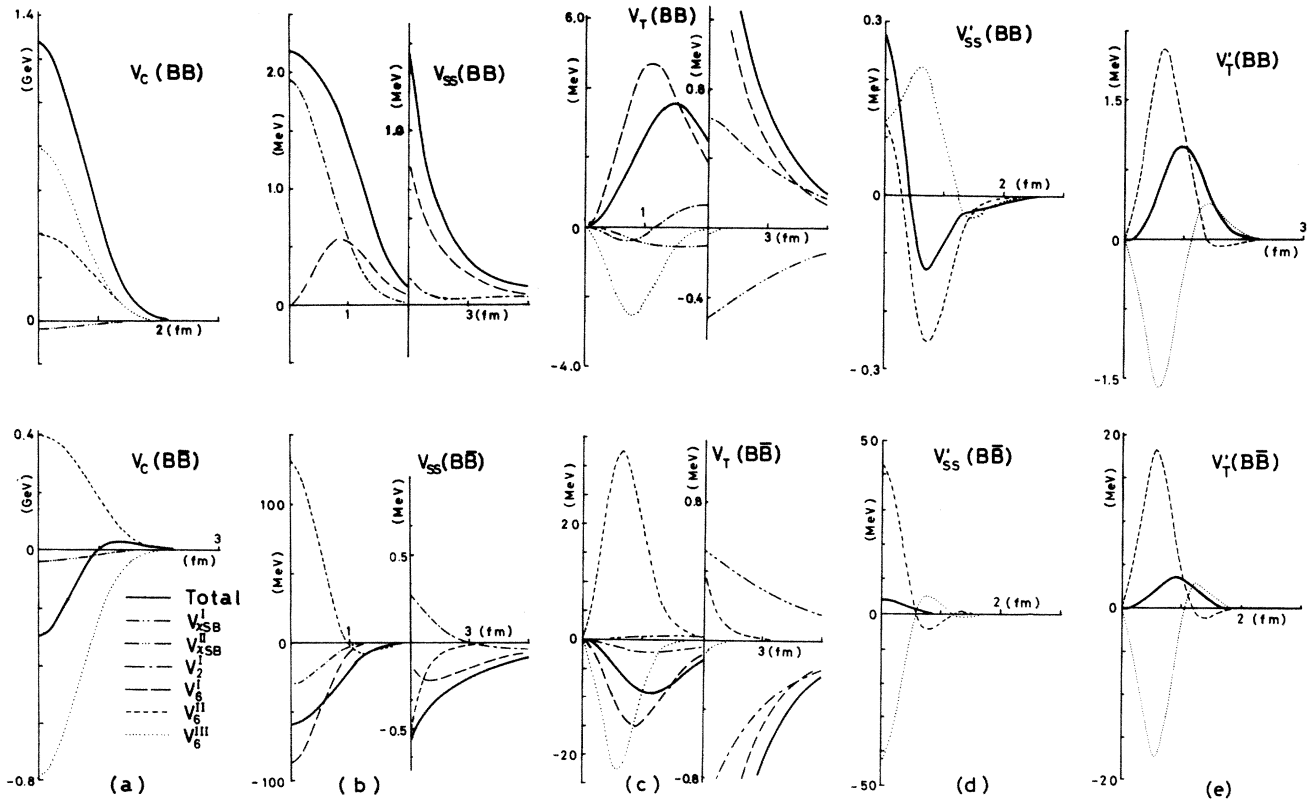 1.4
(GeV)
V_C (BB)
0
2 (fm)
2.0
(MeV)
1.0
0
1
V_SS (BB)
(MeV)
1.0
3 (fm)
6.0
V_T (BB)
(MeV)
0
1
-4.0
(MeV)
0.8
3 (fm)
-0.4
0.3
V'_SS (BB)
(MeV)
0
2 (fm)
-0.3
V'_T (BB)
(MeV)
1.5
0
3
(fm)
-1.5
0.4
V_C (BB̄)
(GeV)
0
3
(fm)
-0.8
Total
V^I_χSB
V^II_χSB
V^I_2
V^I_6
V^II_6
V^III_6
(a)
100
(MeV)
0
1
-100
V_SS (BB̄)
(MeV)
0.5
3 (fm)
-0.5
(b)
V_T (BB̄)
(MeV)
20
0
-20
(MeV)
0.8
3 (fm)
-0.8
(c)
50
V'_SS (BB̄)
(MeV)
0
2 (fm)
-50
(d)
20
V'_T (BB̄)
(MeV)
0
2 (fm)
-20
(e)